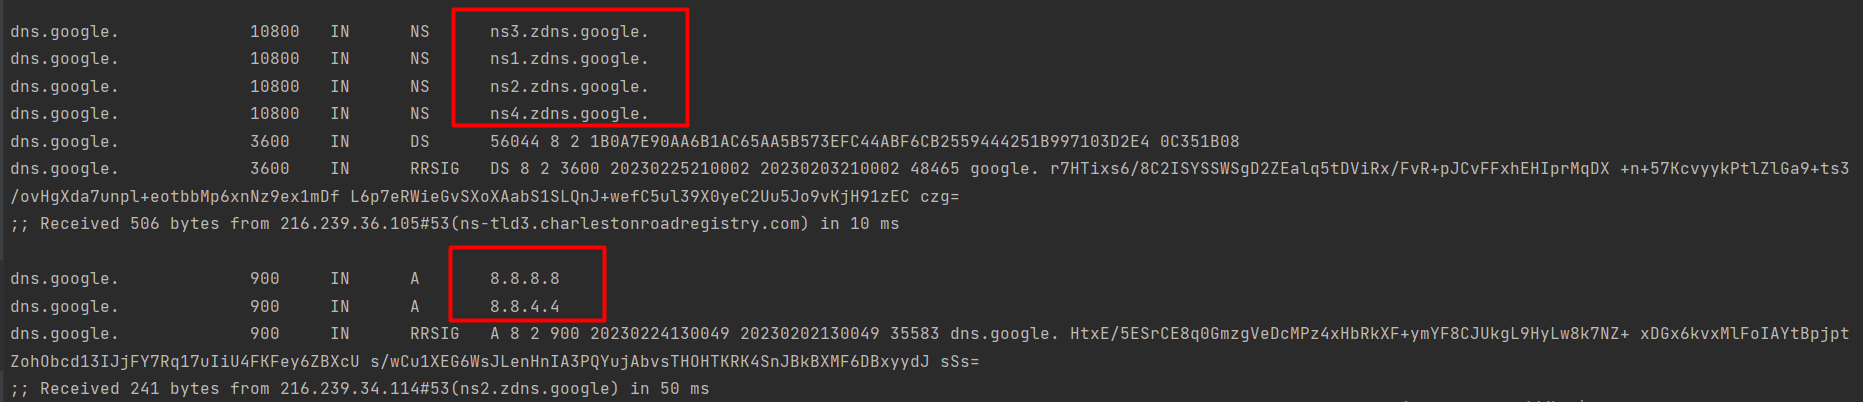 dns.google. 10800 IN NS ns3.zdns.google.
dns.google. 10800 IN NS ns1.zdns.google.
dns.google. 10800 IN NS ns2.zdns.google.
dns.google. 10800 IN NS ns4.zdns.google.
dns.google. 3600 IN DS 56044 8 2 1B0A7E90AA6B1AC65AA5B573EFC44ABF6CB2559444251B997103D2E4 0C351B08
dns.google. 3600 IN RRSIG DS 8 2 3600 20230225210002 20230203210002 48465 google. r7HTixs6/8C2ISYSSWSgD2ZEalq5tDViRx/FvR+pJCvFFxhEHIprMqDX +n+57KcvyykPtlZlGa9+ts3
/ovHgXda7unpl+eotbbMp6xnNz9ex1mDf L6p7eRWieGvSXoXAabS1SLQnJ+wefC5ul39X0yeC2Uu5Jo9vKjH91zEC czg=
;; Received 506 bytes from 216.239.36.105#53(ns-tld3.charlestonroadregistry.com) in 10 ms
dns.google. 900 IN A 8.8.8.8
dns.google. 900 IN A 8.8.4.4
dns.google. 900 IN RRSIG A 8 2 900 20230224130049 20230202130049 35583 dns.google. HtxE/5ESrCE8q0GmzgVeDcMPz4xHbRkXF+ymYF8CJUkgL9HyLw8k7NZ+ xDGx6kvxMlFoIAYtBpjpt
ZohObcd13IJjFY7Rq17uIiU4FKFey6ZBXcU s/wCu1XEG6WsJLenHnIA3PQYujAbvsTHOHTKRK4SnJBkBXMF6DBxyydJ sSs=
;; Received 241 bytes from 216.239.34.114#53(ns2.zdns.google) in 50 ms